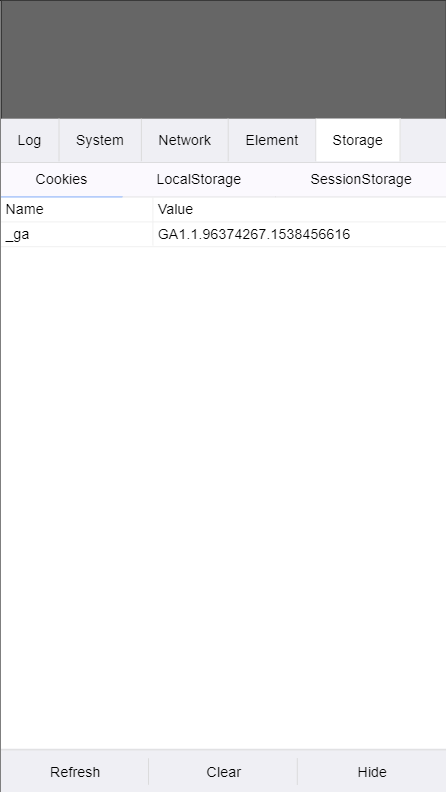 Log System Network Element Storage
Cookies LocalStorage SessionStorage
Name Value
_ga GA1.1.96374267.1538456616
Refresh Clear Hide